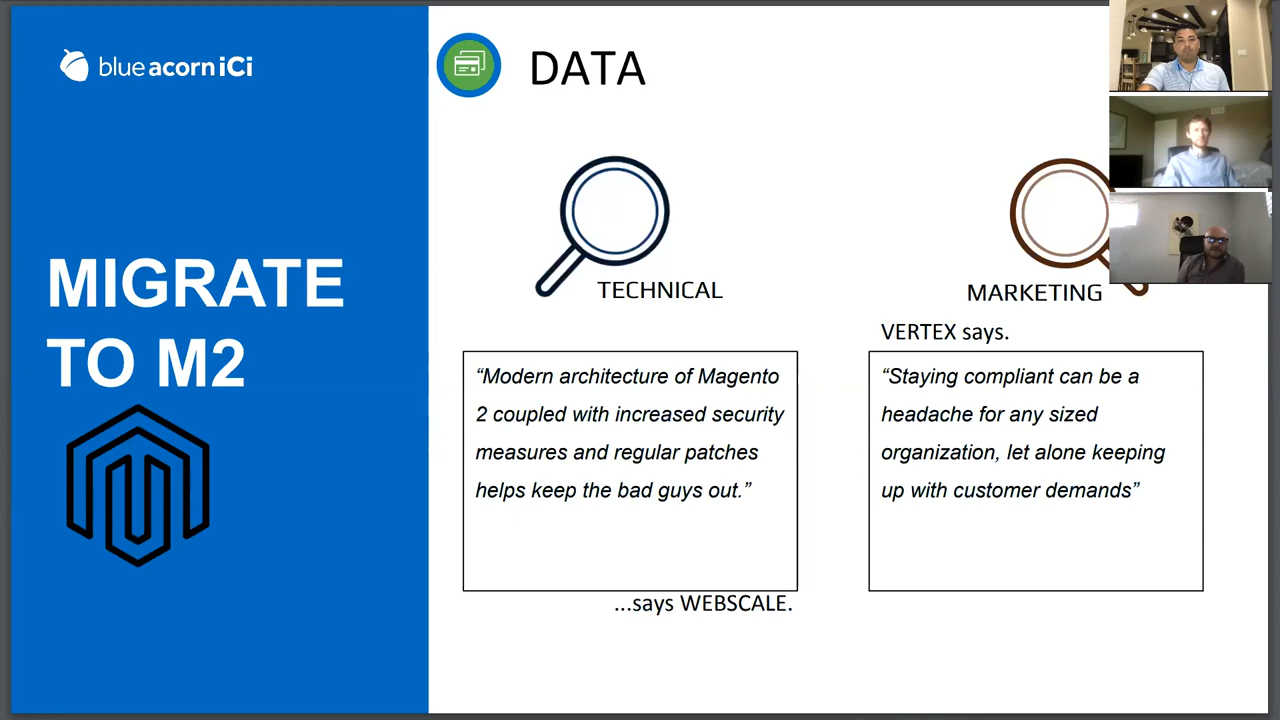 blue acorn iCi
DATA
MIGRATE
TO M2
TECHNICAL
MARKETING
VERTEX says.
“Modern architecture of Magento
2 coupled with increased security
measures and regular patches
helps keep the bad guys out.”
...says WEBSCALE.
“Staying compliant can be a
headache for any sized
organization, let alone keeping
up with customer demands”